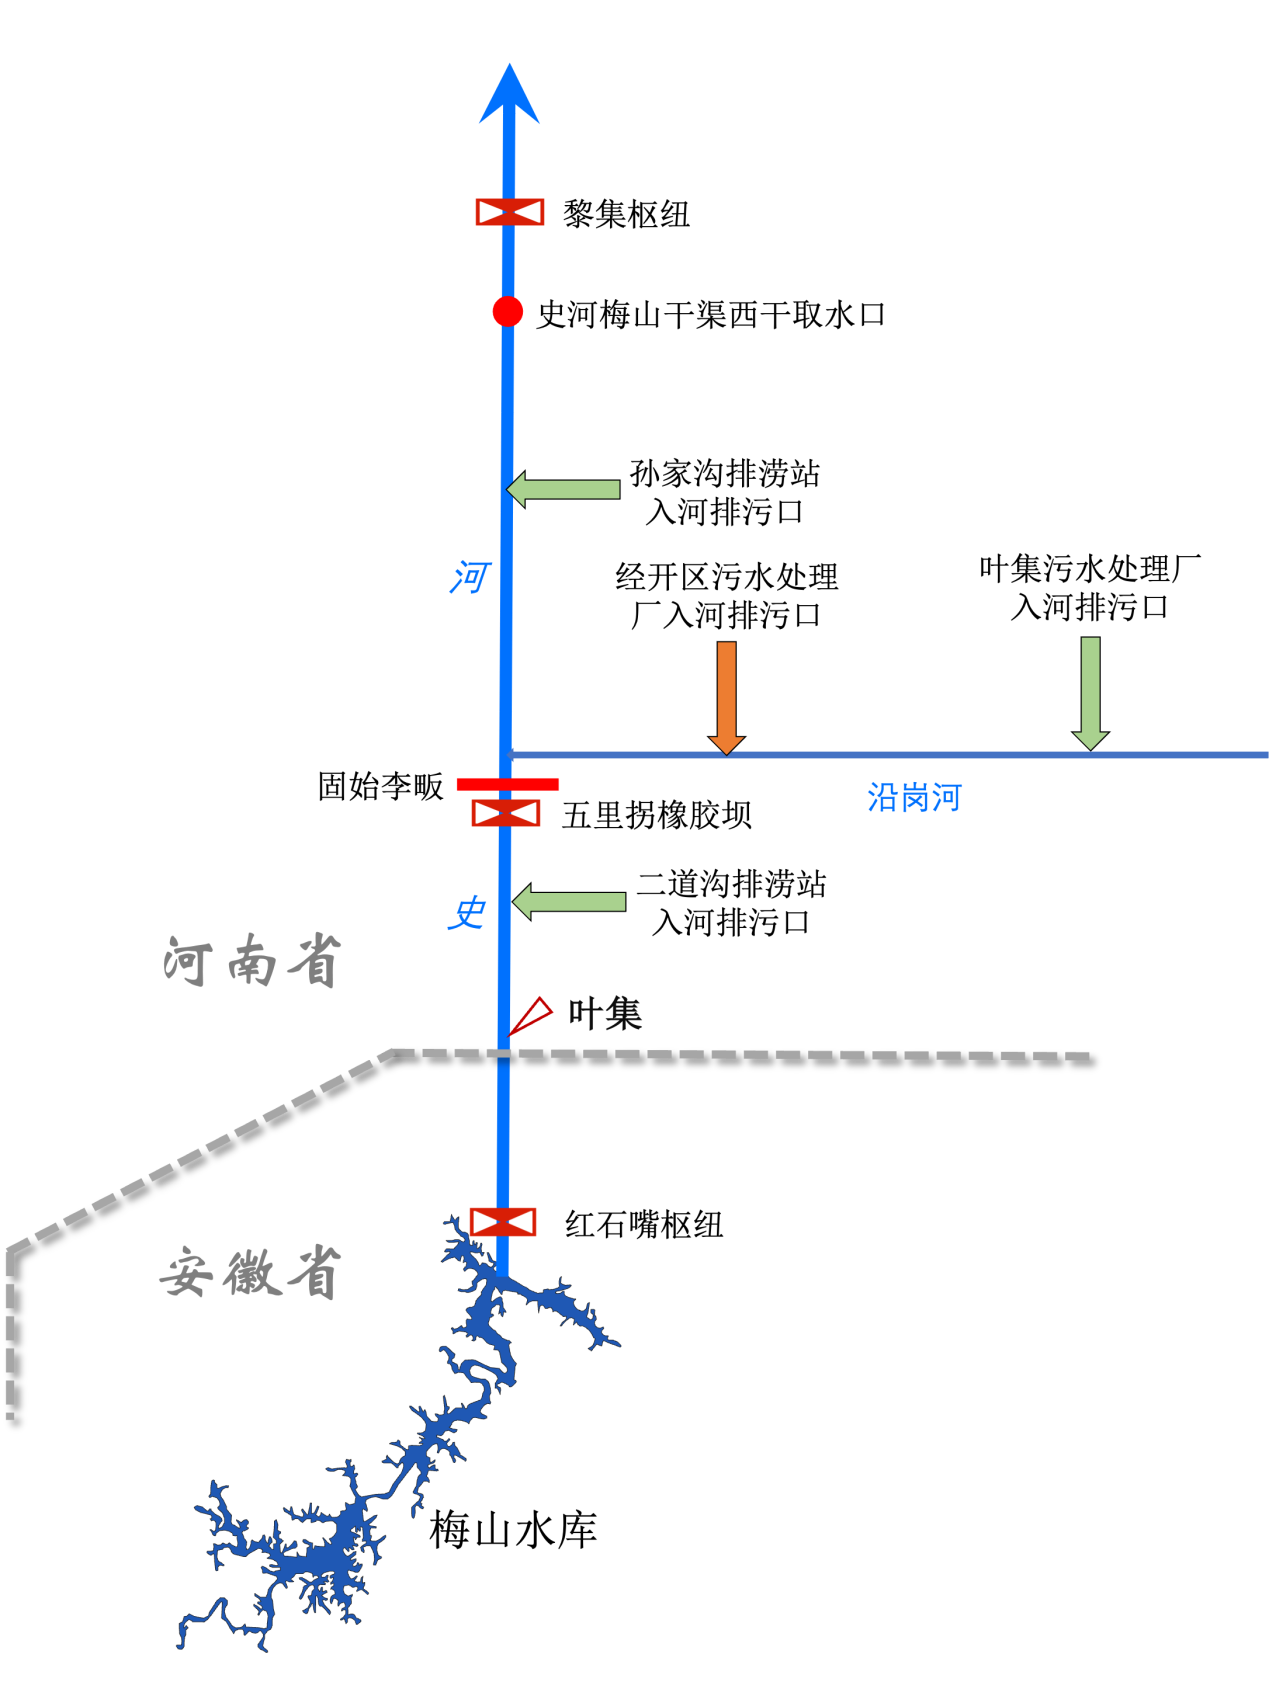 黎集枢纽
史河梅山干渠西干取水口
孙家沟排涝站
入河排污口
河
经开区污水处理
厂入河排污口
叶集污水处理厂
入河排污口
固始李畈
沿岗河
五里拐橡胶坝
二道沟排涝站
入河排污口
史
河南省
叶集
红石嘴枢纽
安徽省
梅山水库